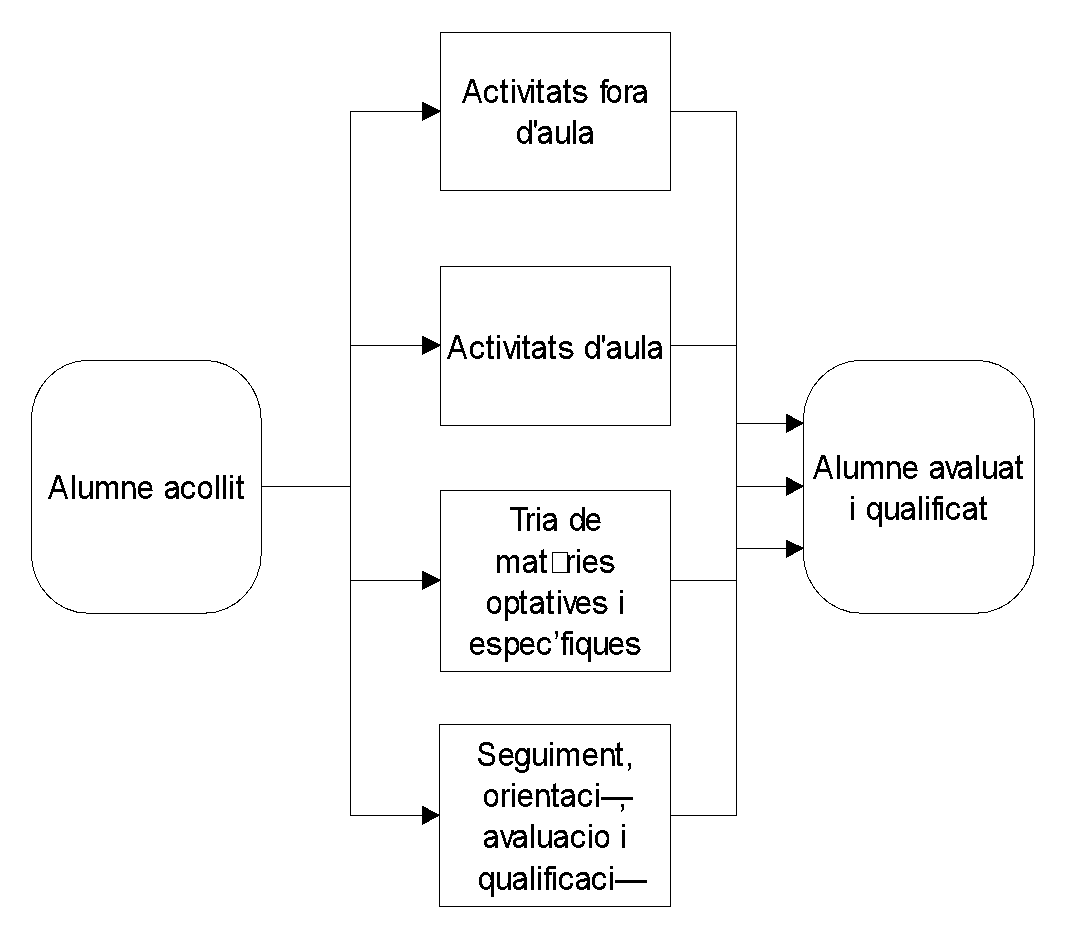 Activitats fora
d'aula
Activitats d'aula
Alumne acollit
Alumne avaluat
i qualificat
Tria de
mat□ries
optatives i
espec’fiques
Seguiment,
orientaci—,
avaluacio i
qualificaci—